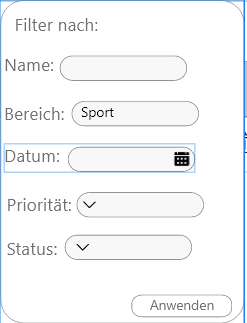 Filter nach:
Name:
Bereich: Sport
Datum:
Priorität:
Status:
Anwenden